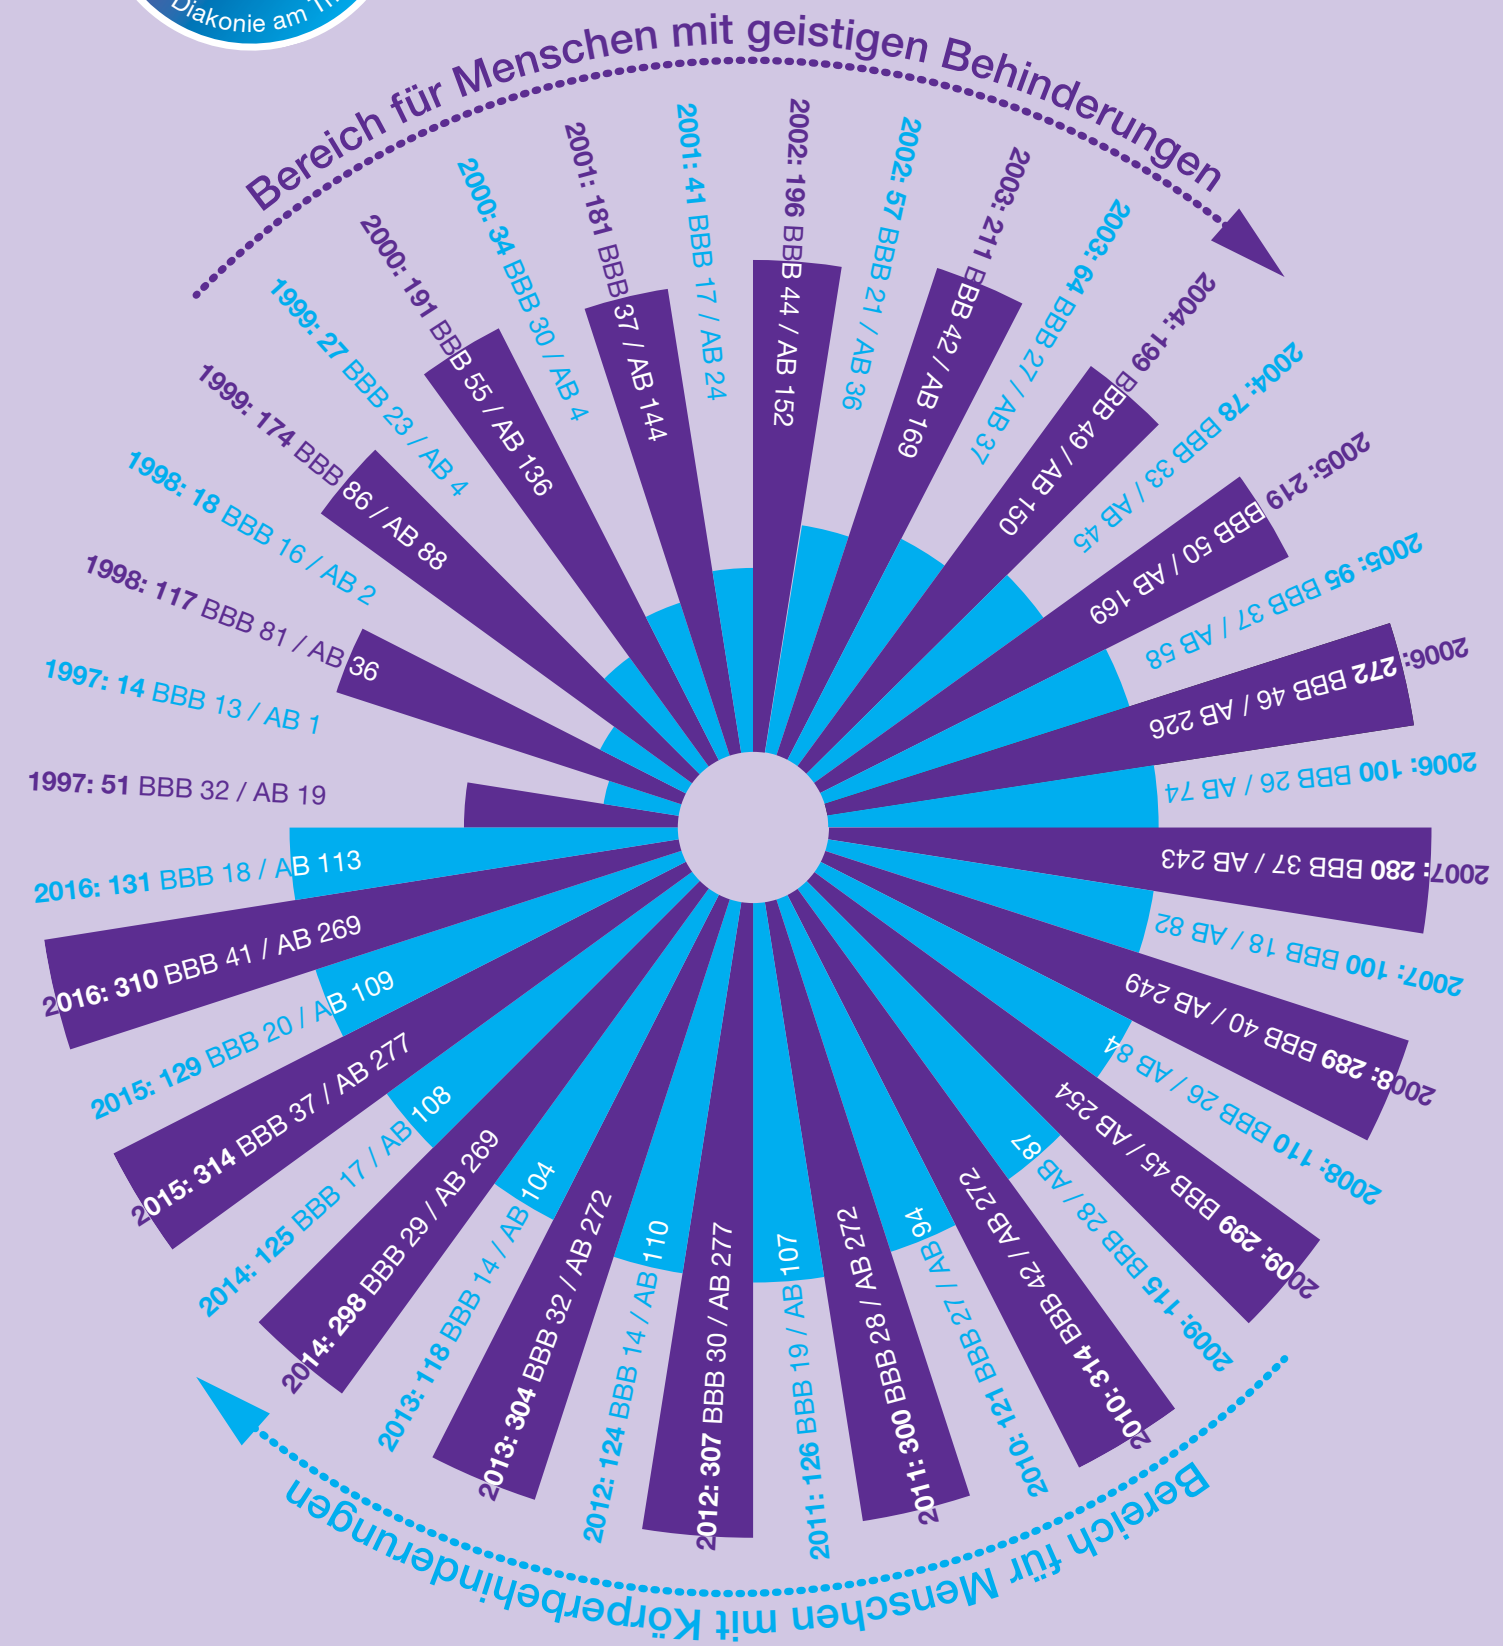 Diakonie am
Bereich für Menschen mit geistigen Behinderungen
1997: 51 BBB 32 / AB 19
1997: 14 BBB 13 / AB 1
1998: 117 BBB 81 / AB 36
1998: 18 BBB 16 / AB 2
1999: 174 BBB 86 / AB 88
1999: 27 BBB 23 / AB 4
2000: 191 BBB 55 / AB 136
2000: 34 BBB 30 / AB 4
2001: 181 BBB 37 / AB 144
2001: 41 BBB 17 / AB 24
2002: 196 BBB 44 / AB 152
2002: 57 BBB 21 / AB 36
2003: 211 BBB 42 / AB 169
2003: 64 BBB 27 / AB 37
2004: 199 BBB 49 / AB 150
2004: 78 BBB 33 / AB 45
2005: 219 BBB 50 / AB 169
2005: 95 BBB 37 / AB 58
2006: 272 BBB 46 / AB 226
2006: 100 BBB 26 / AB 74
2007: 280 BBB 37 / AB 243
2007: 100 BBB 18 / AB 82
2008: 289 BBB 40 / AB 249
2008: 110 BBB 26 / AB 84
2009: 299 BBB 45 / AB 254
2009: 115 BBB 28 / AB 87
2010: 314 BBB 42 / AB 272
2010: 121 BBB 27 / AB 94
2011: 300 BBB 28 / AB 272
2011: 126 BBB 19 / AB 107
2012: 307 BBB 30 / AB 277
2012: 124 BBB 14 / AB 110
2013: 304 BBB 32 / AB 272
2013: 118 BBB 14 / AB 104
2014: 298 BBB 29 / AB 269
2014: 125 BBB 17 / AB 108
2015: 314 BBB 37 / AB 277
2015: 129 BBB 20 / AB 109
2016: 310 BBB 41 / AB 269
2016: 131 BBB 18 / AB 113
Bereich für Menschen mit Körperbehinderungen